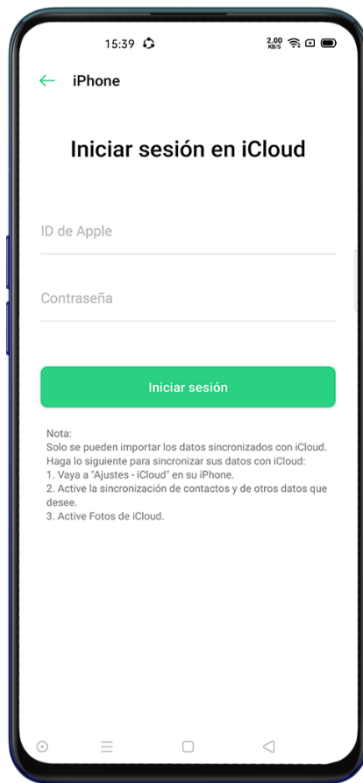 15:39 2.00 KB/S
iPhone
Iniciar sesión en iCloud
ID de Apple
Contraseña
Iniciar sesión
Nota:
Solo se pueden importar los datos sincronizados con iCloud.
Haga lo siguiente para sincronizar sus datos con iCloud:
1. Vaya a "Ajustes - iCloud" en su iPhone.
2. Active la sincronización de contactos y de otros datos que
desee.
3. Active Fotos de iCloud.